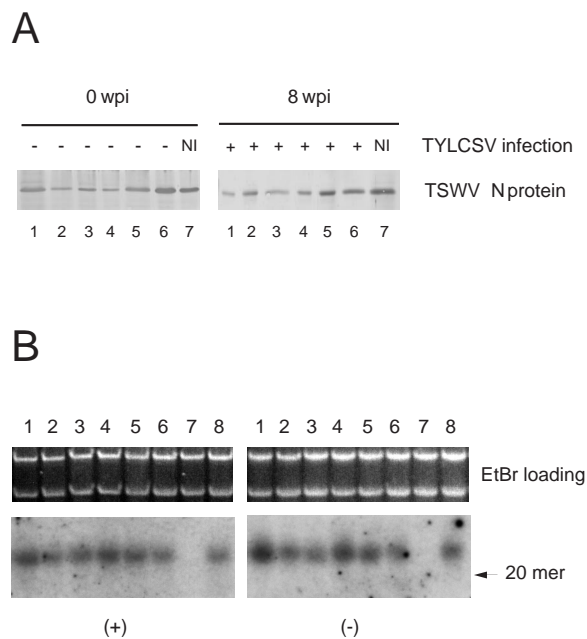 A
0 wpi 8 wpi
- - - - - - NI + + + + + + NI TYLCSV infection
TSWV N protein
1 2 3 4 5 6 7 1 2 3 4 5 6 7
B
1 2 3 4 5 6 7 8 1 2 3 4 5 6 7 8
EtBr loading
20 mer
(+) (-)